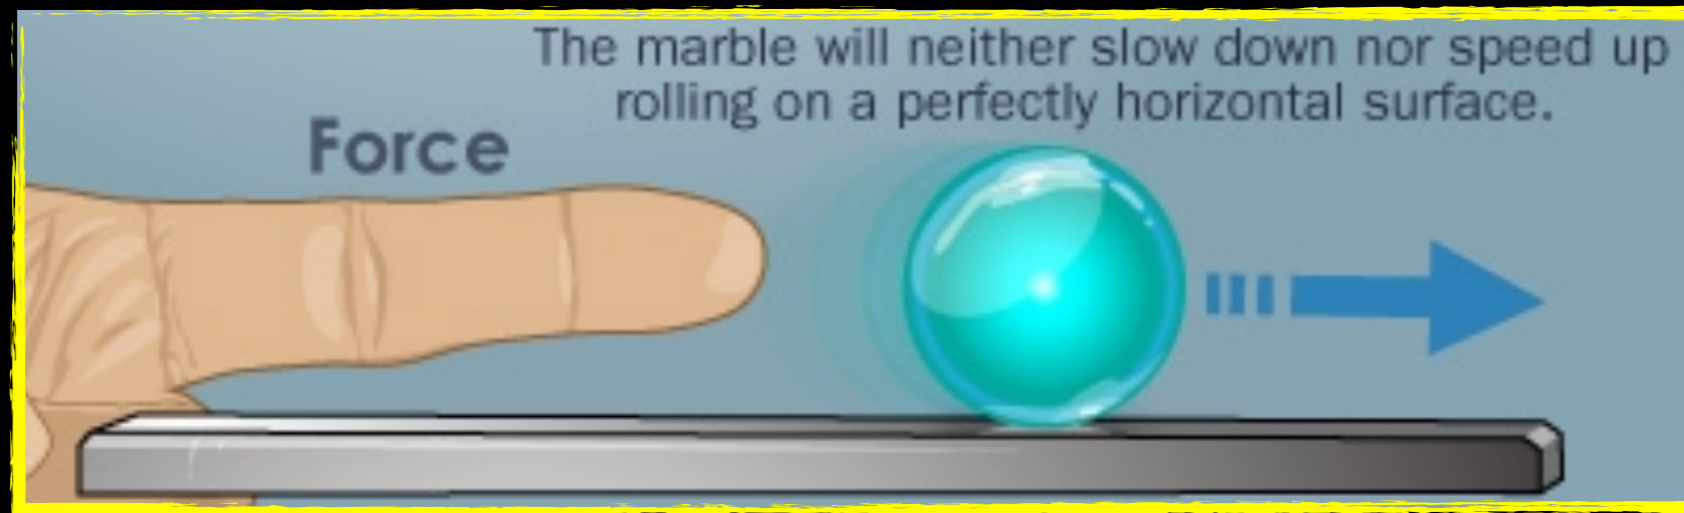 The marble will neither slow down nor speed up
rolling on a perfectly horizontal surface.
Force